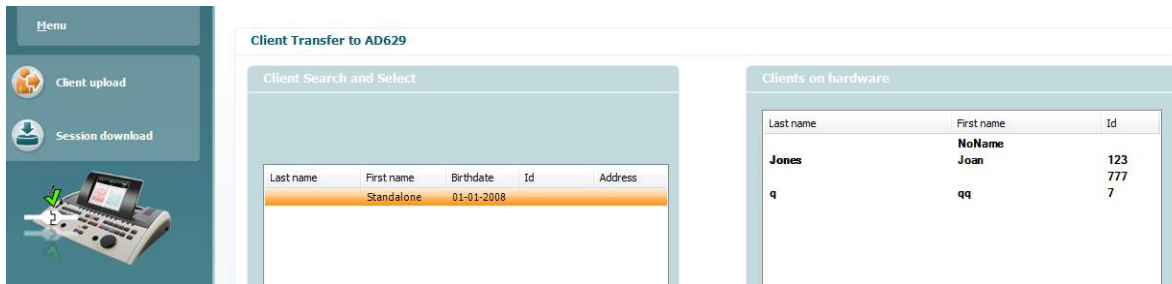 Menu
Client upload
Session download
Client Transfer to AD629
Client Search and Select
Last name First name Birthdate Id Address
Standalone 01-01-2008
Clients on hardware
Last name First name Id
NoName
Jones Joan 123
777
q qq 7